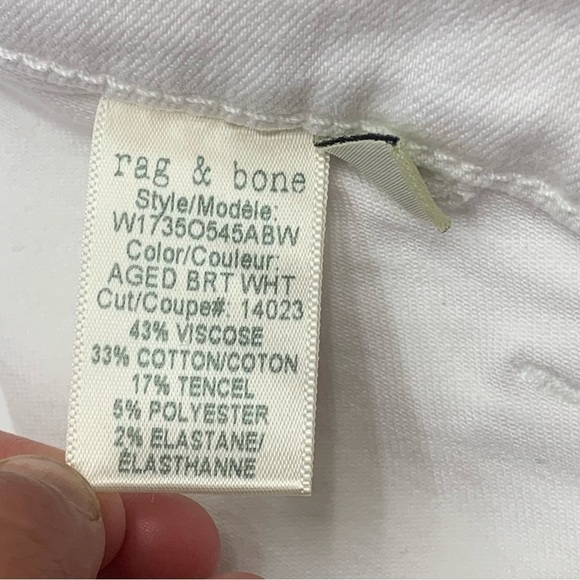 rag & bone
Style/Modèle:
W1735O545ABW
Color/Couleur:
AGED BRT WHT
Cut/Coupe#: 14023
43% VISCOSE
33% COTTON/COTON
17% TENCEL
5% POLYESTER
2% ELASTANE/
ÉLASTHANNE